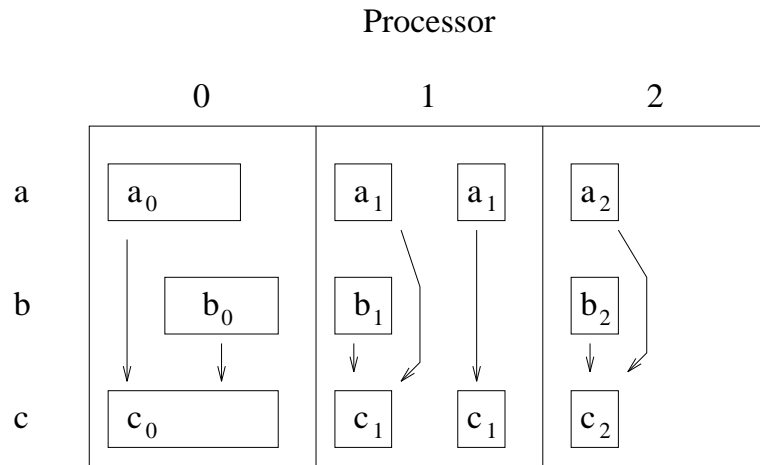 Processor
0 1 2
a a₀ a₁ a₁ a₂
b b₀ b₁ b₂
c c₀ c₁ c₁ c₂